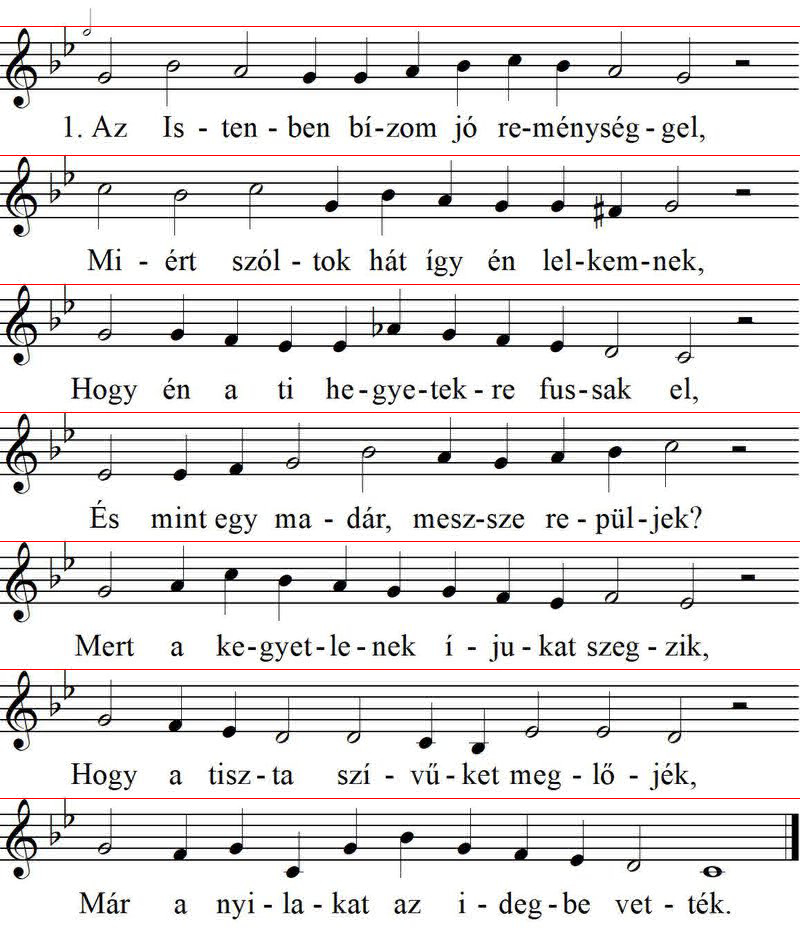 1. Az Is - ten - ben bí-zom jó re-ménység - gel,
Mi - ért szól - tok hát így én lel-kem-nek,
Hogy én a ti he-gye-tek - re fus-sak el,
És mint egy ma - dár, mesz-sze re - pül-jek?
Mert a ke-gyet-le-nek í - ju-kat szeg-zik,
Hogy a tisz-ta szí - vű-ket meg - lő - jék,
Már a nyi-la-kat az i-deg-be vet - ték.